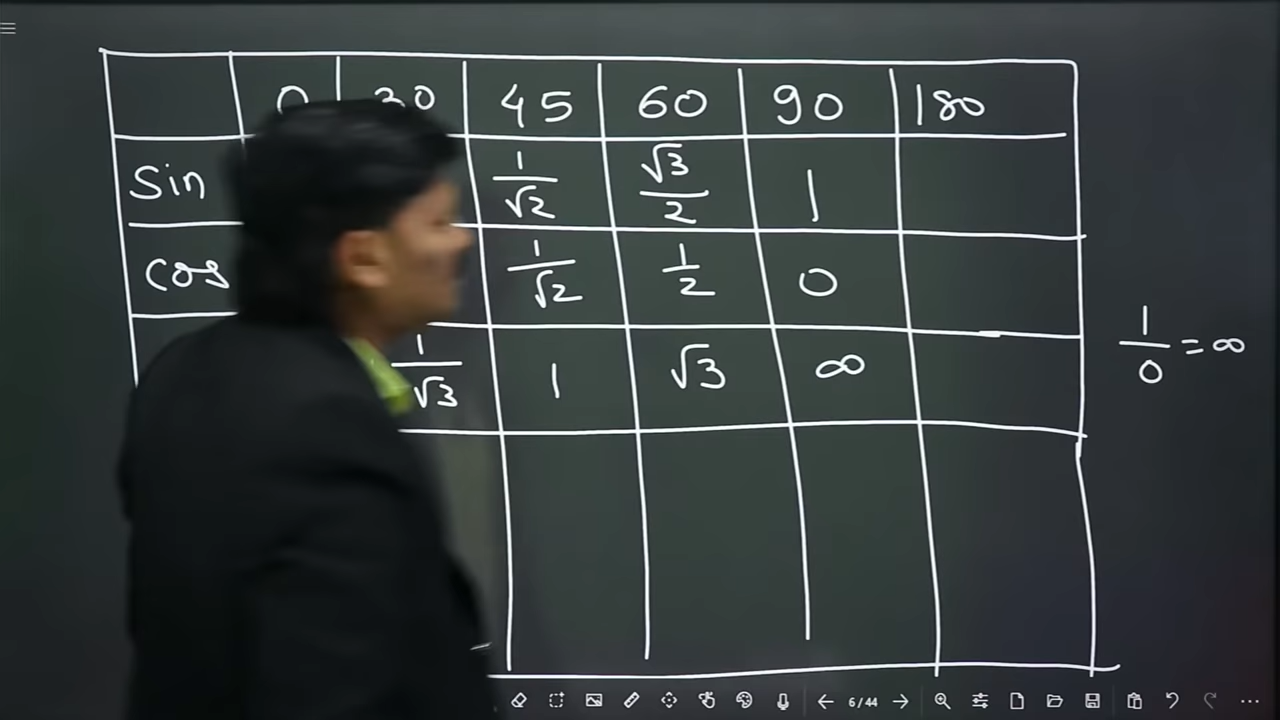 0 30 45 60 90 180
Sin 1/√2 √3/2 1
cos 1/√2 1/2 0
1/√3 1 √3 ∞
1/0 = ∞
6/44